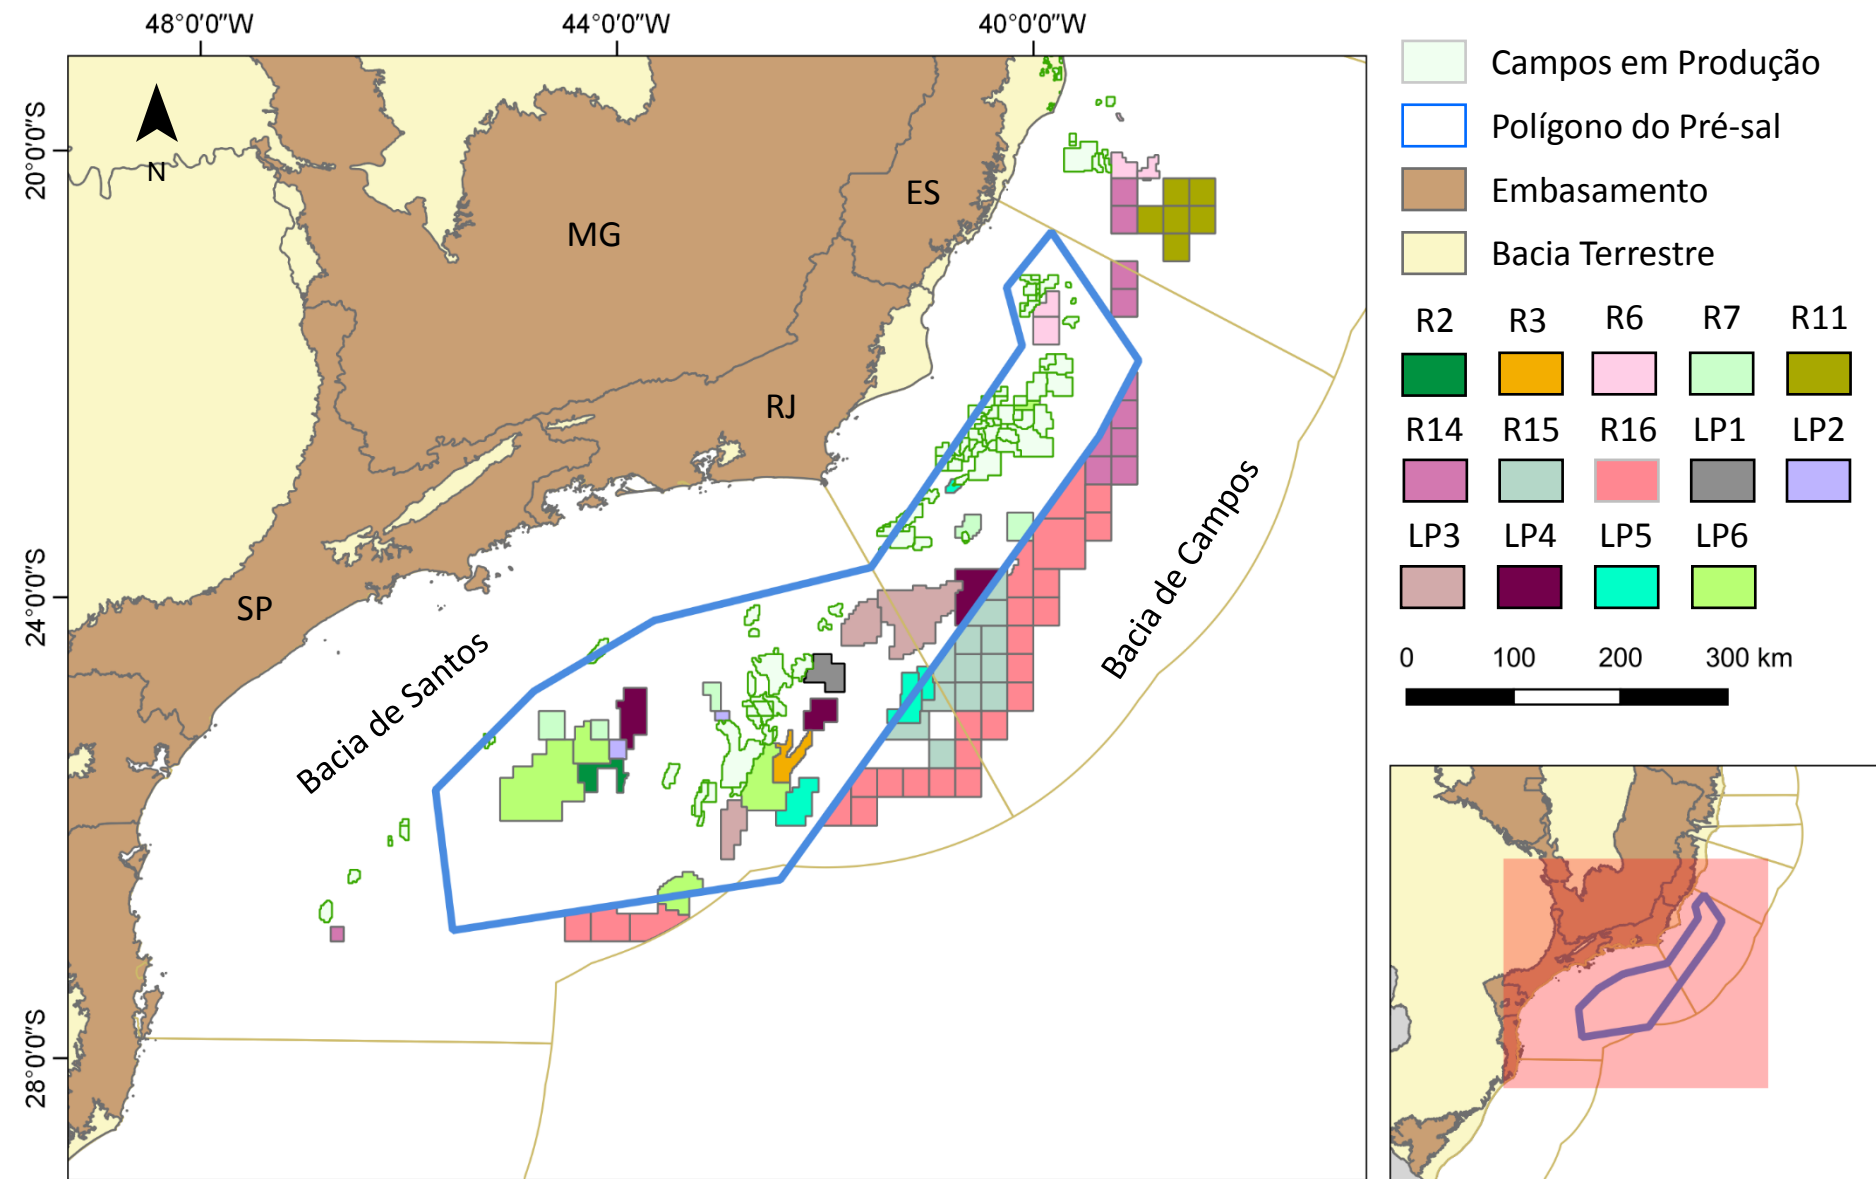 48°0'0"W 44°0'0"W 40°0'0"W
20°0'0"S
24°0'0"S
28°0'0"S
N
MG
ES
RJ
SP
Bacia de Santos
Bacia de Campos
Campos em Produção
Polígono do Pré-sal
Embasamento
Bacia Terrestre
R2 R3 R6 R7 R11
R14 R15 R16 LP1 LP2
LP3 LP4 LP5 LP6
0 100 200 300 km